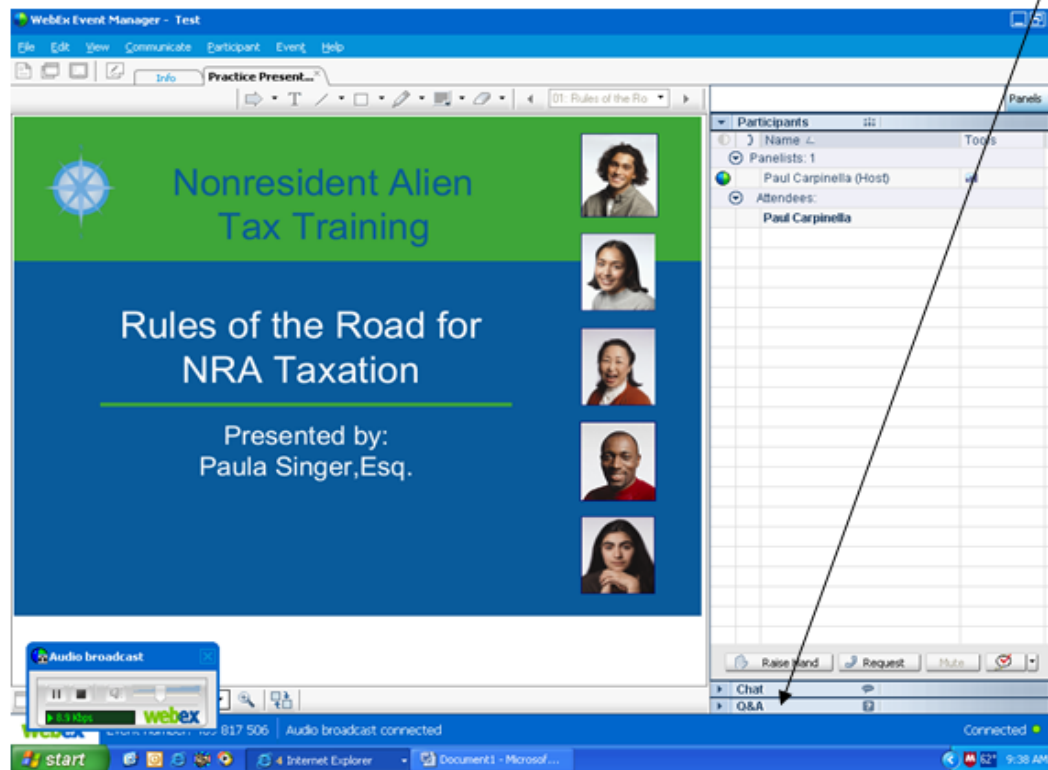 WebEx Event Manager - Test
File Edit View Communicate Participant Event Help
Info Practice Present...
T 01: Rules of the Ro
Panels
Participants
Name Tools
Panelists: 1
Paul Carpinella (Host)
Attendees:
Paul Carpinella
Nonresident Alien
Tax Training
Rules of the Road for
NRA Taxation
Presented by:
Paula Singer,Esq.
Raise Hand Request Mute
Chat
Q&A
Audio broadcast
8.9 kbps webex
817 506 Audio broadcast connected Connected
start 4 Internet Explorer Document1 - Microsof... 62° 9:38 AM